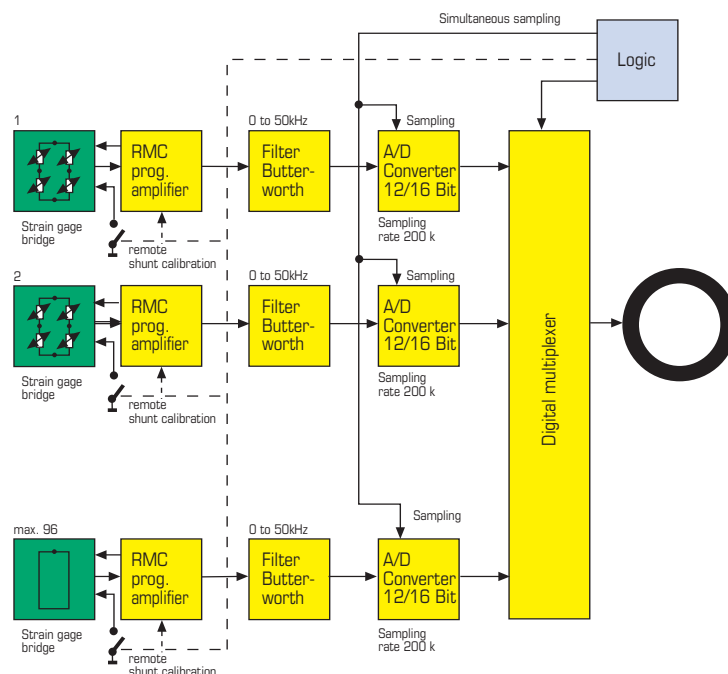 Simultaneous sampling
Logic
1
0 to 50kHz
Sampling
RMC
prog.
amplifier
Filter
Butter-
worth
A/D
Converter
12/16 Bit
Strain gage
bridge
remote
shunt calibration
Sampling
rate 200 k
2
0 to 50kHz
Sampling
RMC
prog.
amplifier
Filter
Butter-
worth
A/D
Converter
12/16 Bit
Strain gage
bridge
remote
shunt calibration
Sampling
rate 200 k
Digital multiplexer
max. 96
0 to 50kHz
Sampling
RMC
prog.
amplifier
Filter
Butter-
worth
A/D
Converter
12/16 Bit
Strain gage
bridge
remote
shunt calibration
Sampling
rate 200 k